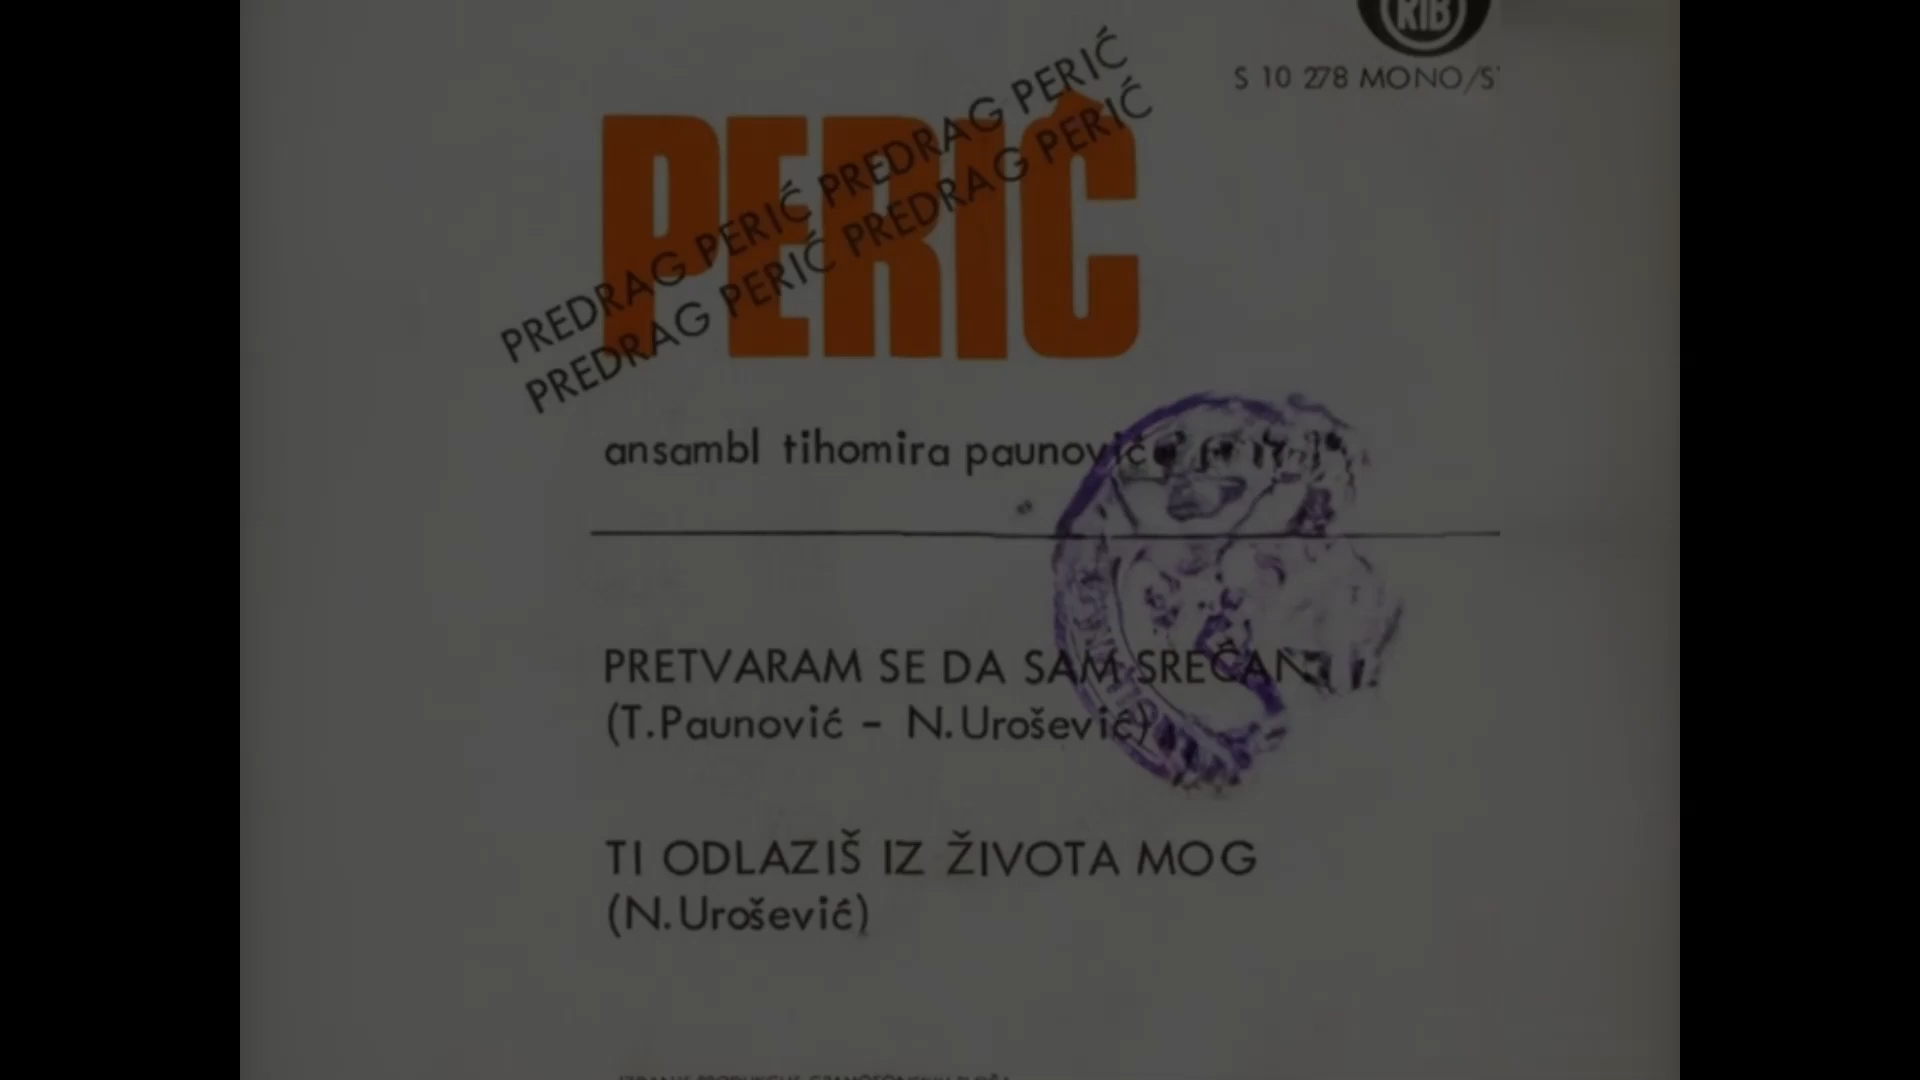 RTB
S 10 278 MONO/S
PERIĆ
PREDRAG PERIĆ PREDRAG PERIĆ
PREDRAG PERIĆ PREDRAG PERIĆ
ansambl tihomira paunovića
PRETVARAM SE DA SAM SREĆAN
(T.Paunović – N.Urošević)
TI ODLAZIŠ IZ ŽIVOTA MOG
(N.Urošević)